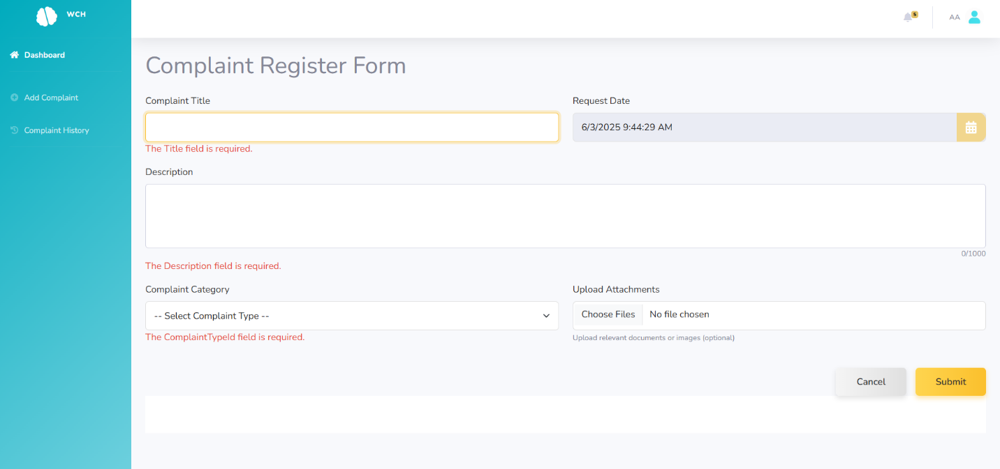 WCH
5
AA
Dashboard
Add Complaint
Complaint History
Complaint Register Form
Complaint Title
Request Date
6/3/2025 9:44:29 AM
The Title field is required.
Description
0/1000
The Description field is required.
Complaint Category
Upload Attachments
-- Select Complaint Type --
Choose Files No file chosen
The ComplaintTypeId field is required.
Upload relevant documents or images (optional)
Cancel
Submit